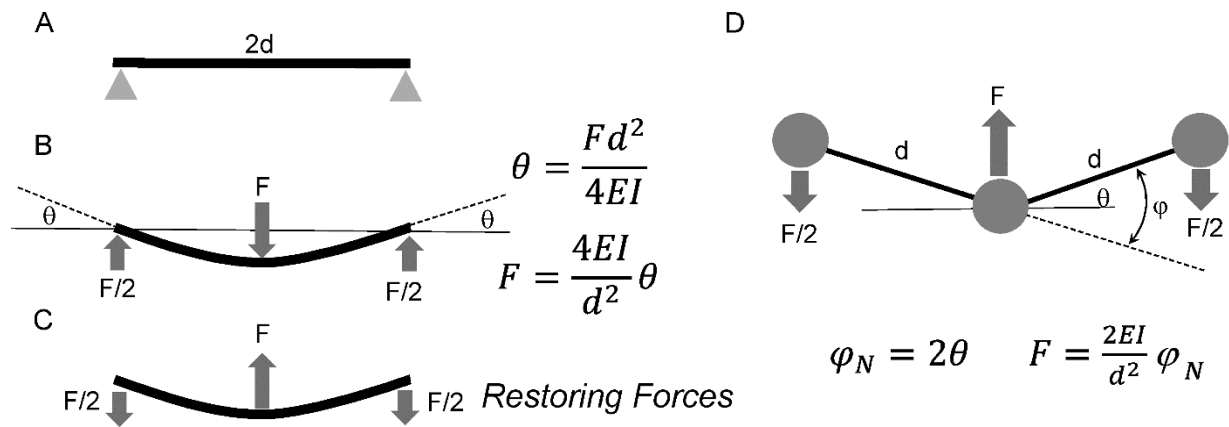 A
2d
B
θ
F
θ
F/2
F/2
θ = Fd²/4EI
F = 4EI/d² θ
C
F
F/2
F/2
Restoring Forces
D
F
d
d
θ
φ
F/2
F/2
φ_N = 2θ
F = 2EI/d² φ_N